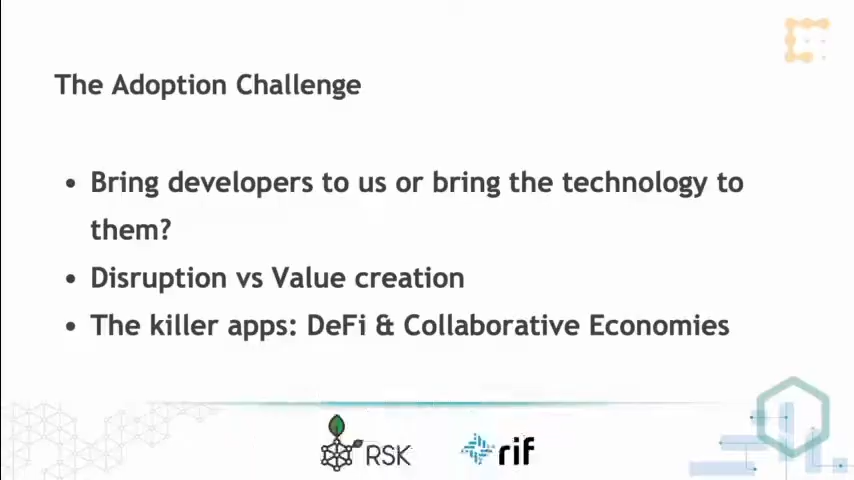 The Adoption Challenge
• Bring developers to us or bring the technology to
them?
• Disruption vs Value creation
• The killer apps: DeFi & Collaborative Economies
RSK
rif